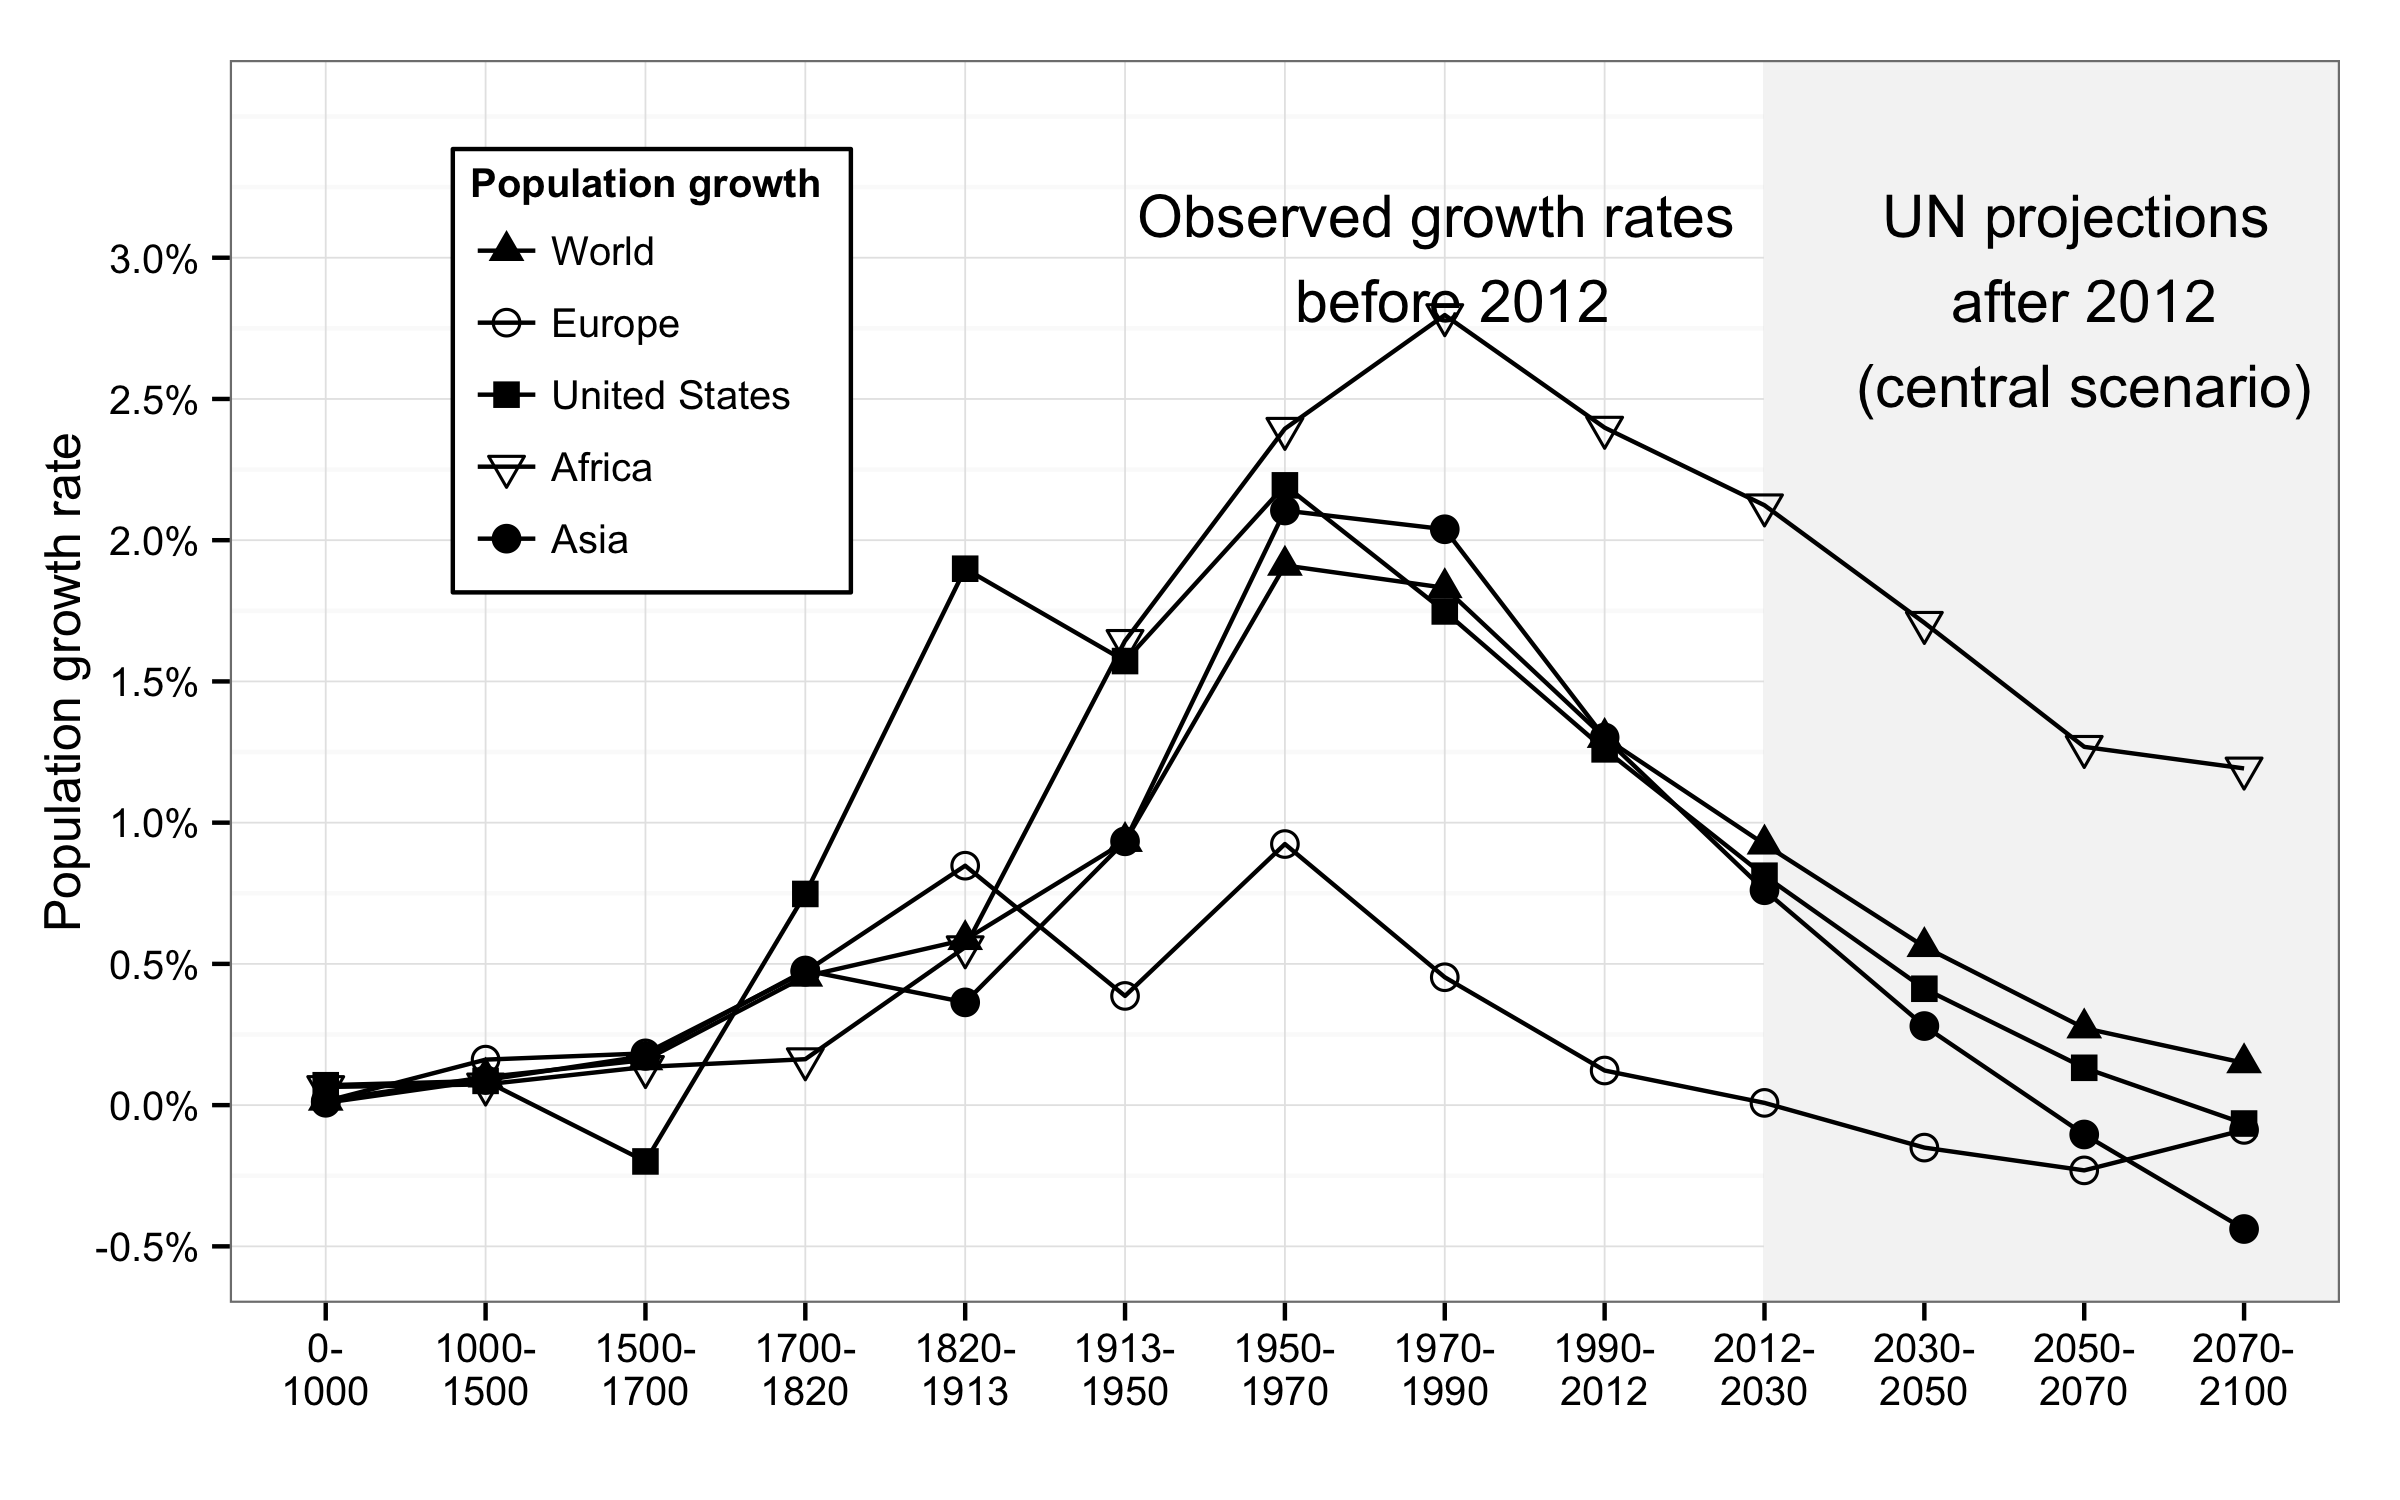 Population growth
World
Europe
United States
Africa
Asia
Observed growth rates
before 2012
UN projections
after 2012
(central scenario)
Population growth rate
3.0%
2.5%
2.0%
1.5%
1.0%
0.5%
0.0%
-0.5%
0-
1000
1000-
1500
1500-
1700
1700-
1820
1820-
1913
1913-
1950
1950-
1970
1970-
1990
1990-
2012
2012-
2030
2030-
2050
2050-
2070
2070-
2100